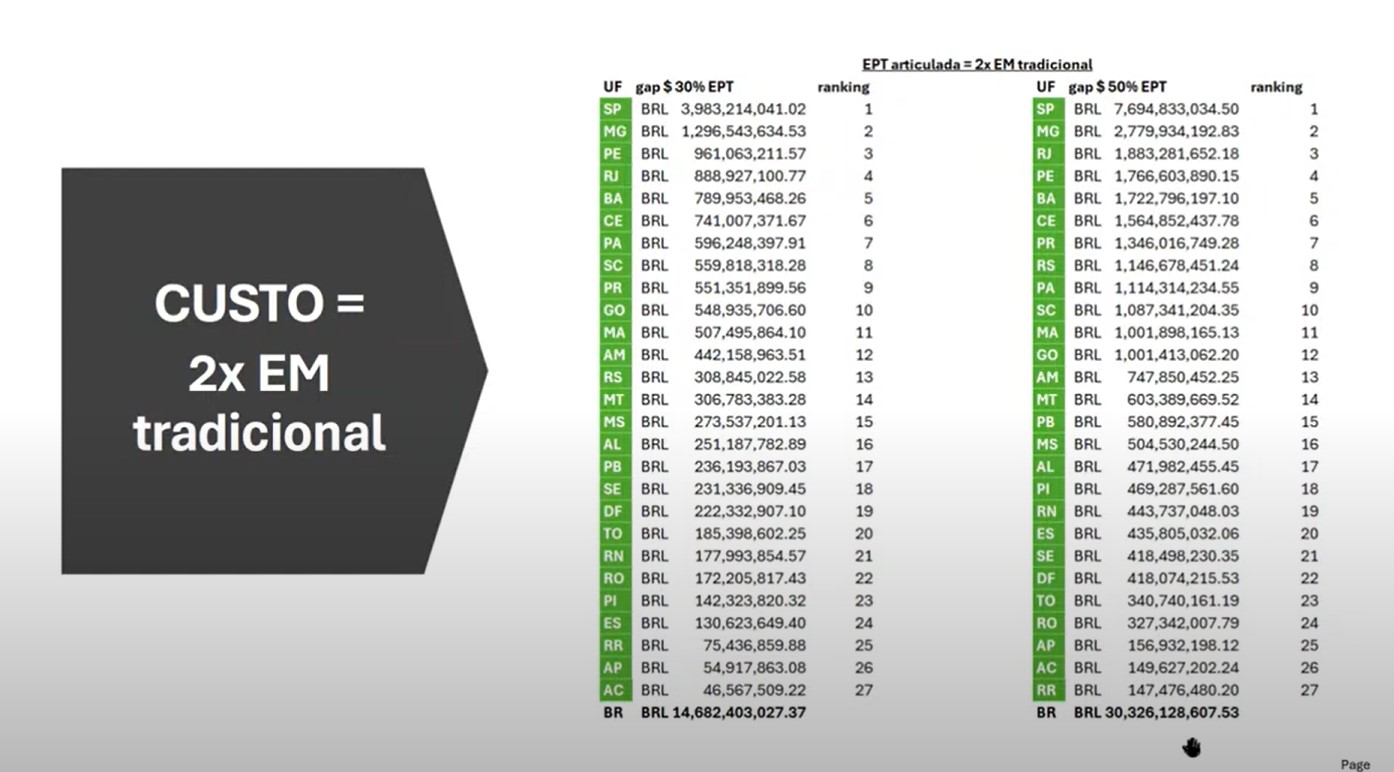 CUSTO =
2x EM
tradicional
EPT articulada = 2x EM tradicional
UF gap $ 30% EPT ranking
SP BRL 3,983,214,041.02 1
MG BRL 1,296,543,634.53 2
PE BRL 961,063,211.57 3
RJ BRL 888,927,100.77 4
BA BRL 789,953,468.26 5
CE BRL 741,007,371.67 6
PA BRL 596,248,397.91 7
SC BRL 559,818,318.28 8
PR BRL 551,351,899.56 9
GO BRL 548,935,706.60 10
MA BRL 507,495,864.10 11
AM BRL 442,158,963.51 12
RS BRL 308,845,022.58 13
MT BRL 306,783,383.28 14
MS BRL 273,537,201.13 15
AL BRL 251,187,782.89 16
PB BRL 236,193,867.03 17
SE BRL 231,336,909.45 18
DF BRL 222,332,907.10 19
TO BRL 185,398,602.25 20
RN BRL 177,993,854.57 21
RO BRL 172,205,817.43 22
PI BRL 142,323,820.32 23
ES BRL 130,623,649.40 24
RR BRL 75,436,859.88 25
AP BRL 54,917,863.08 26
AC BRL 46,567,509.22 27
BR BRL 14,682,403,027.37
UF gap $ 50% EPT ranking
SP BRL 7,694,833,034.50 1
MG BRL 2,779,934,192.83 2
RJ BRL 1,883,281,652.18 3
PE BRL 1,766,603,890.15 4
BA BRL 1,722,796,197.10 5
CE BRL 1,564,852,437.78 6
PR BRL 1,346,016,749.28 7
RS BRL 1,146,678,451.24 8
PA BRL 1,114,314,234.55 9
SC BRL 1,087,341,204.35 10
MA BRL 1,001,898,165.13 11
GO BRL 1,001,413,062.20 12
AM BRL 747,850,452.25 13
MT BRL 603,389,669.52 14
PB BRL 580,892,377.45 15
MS BRL 504,530,244.50 16
AL BRL 471,982,455.45 17
PI BRL 469,287,561.60 18
RN BRL 443,737,048.03 19
ES BRL 435,805,032.06 20
SE BRL 418,498,230.35 21
DF BRL 418,074,215.53 22
TO BRL 340,740,161.19 23
RO BRL 327,342,007.79 24
AP BRL 156,932,198.12 25
AC BRL 149,627,202.24 26
RR BRL 147,476,480.20 27
BR BRL 30,326,128,607.53
Page